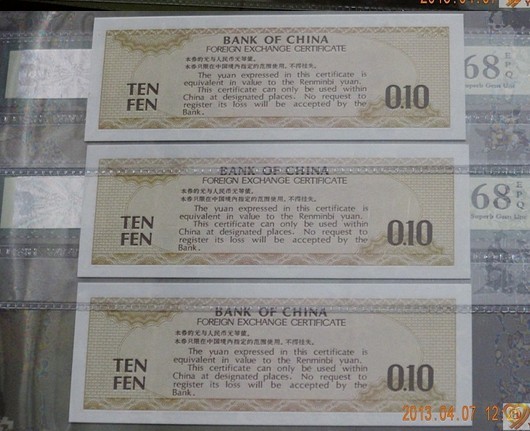 2013.04.07
BANK OF CHINA
FOREIGN EXCHANGE CERTIFICATE
本券的元与人民币元等值。
本券只限在中国境内指定的范围使用，不得挂失。
The yuan expressed in this certificate is
equivalent in value to the Renminbi yuan.
This certificate can only be used within
China at designated places. No request to
register its loss will be accepted by the
Bank.
TEN
FEN
0.10
68
EPQ
Superb Gem Unc
BANK OF CHINA
FOREIGN EXCHANGE CERTIFICATE
本券的元与人民币元等值。
本券只限在中国境内指定的范围使用，不得挂失。
The yuan expressed in this certificate is
equivalent in value to the Renminbi yuan.
This certificate can only be used within
China at designated places. No request to
register its loss will be accepted by the
Bank.
TEN
FEN
0.10
68
EPQ
Superb Gem Unc
BANK OF CHINA
FOREIGN EXCHANGE CERTIFICATE
本券的元与人民币元等值。
本券只限在中国境内指定的范围使用，不得挂失。
The yuan expressed in this certificate is
equivalent in value to the Renminbi yuan.
This certificate can only be used within
China at designated places. No request to
register its loss will be accepted by the
Bank.
TEN
FEN
0.10
2013.04.07 12